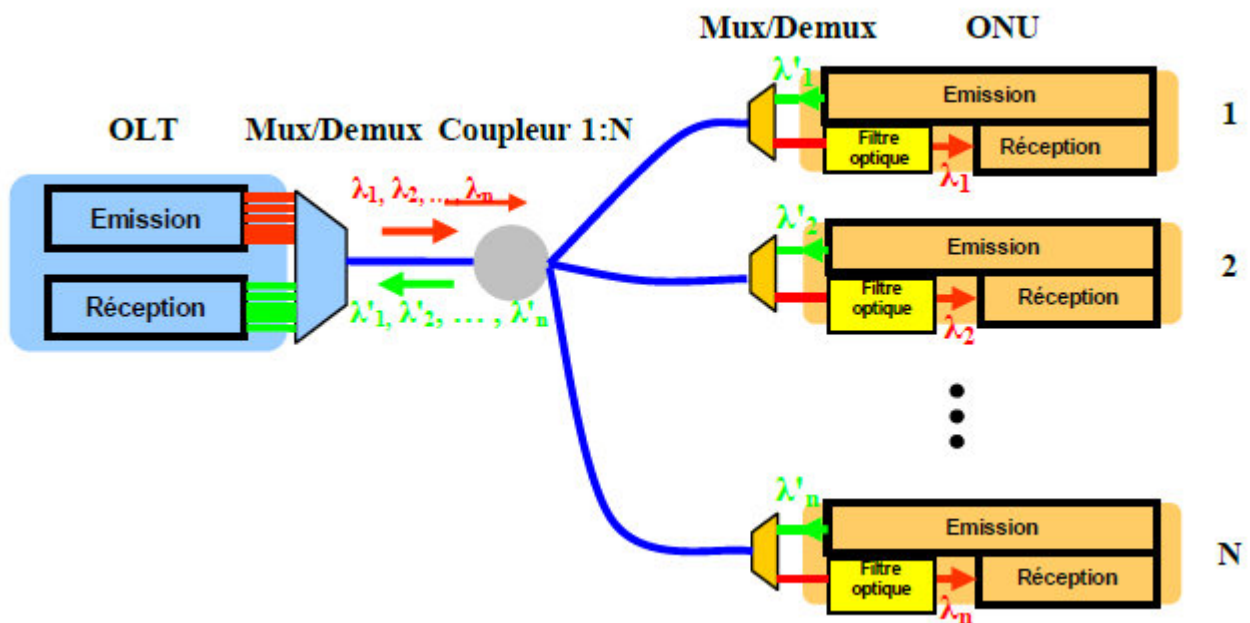 Mux/Demux ONU
OLT Mux/Demux Coupleur 1:N
λ'1
Emission
1
Filtre
optique
Réception
λ1
Emission
Réception
λ1, λ2, ..., λn
λ'1, λ'2, ... , λ'n
λ'2
Emission
2
Filtre
optique
Réception
λ2
λ'n
Emission
N
Filtre
optique
Réception
λn